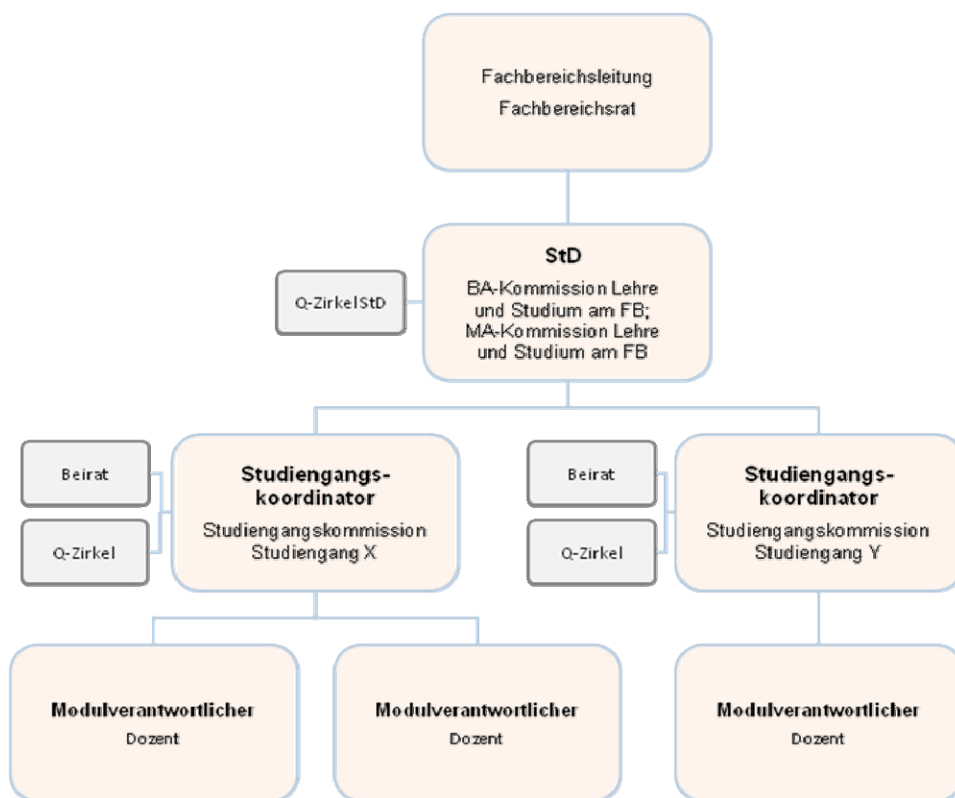 Fachbereichsleitung
Fachbereichsrat
StD
BA-Kommission Lehre
und Studium am FB;
MA-Kommission Lehre
und Studium am FB
Q-Zirkel StD
Beirat
Q-Zirkel
Studiengangs-
koordinator
Studiengangskommission
Studiengang X
Beirat
Q-Zirkel
Studiengangs-
koordinator
Studiengangskommission
Studiengang Y
Modulverantwortlicher
Dozent
Modulverantwortlicher
Dozent
Modulverantwortlicher
Dozent